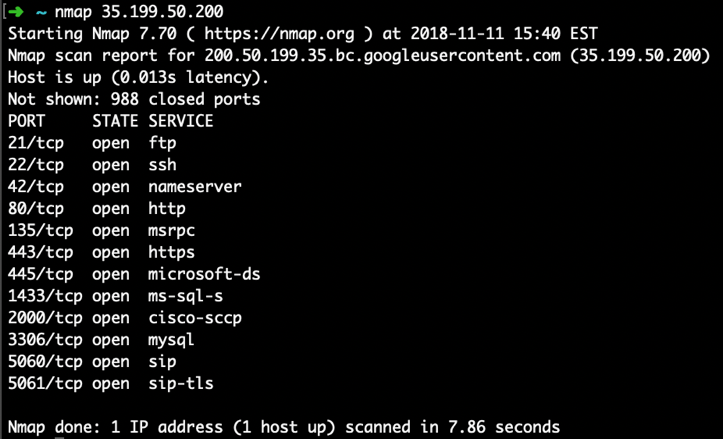 [➜ ~ nmap 35.199.50.200
Starting Nmap 7.70 ( https://nmap.org ) at 2018-11-11 15:40 EST
Nmap scan report for 200.50.199.35.bc.googleusercontent.com (35.199.50.200)
Host is up (0.013s latency).
Not shown: 988 closed ports
PORT     STATE SERVICE
21/tcp   open  ftp
22/tcp   open  ssh
42/tcp   open  nameserver
80/tcp   open  http
135/tcp  open  msrpc
443/tcp  open  https
445/tcp  open  microsoft-ds
1433/tcp open  ms-sql-s
2000/tcp open  cisco-sccp
3306/tcp open  mysql
5060/tcp open  sip
5061/tcp open  sip-tls
Nmap done: 1 IP address (1 host up) scanned in 7.86 seconds